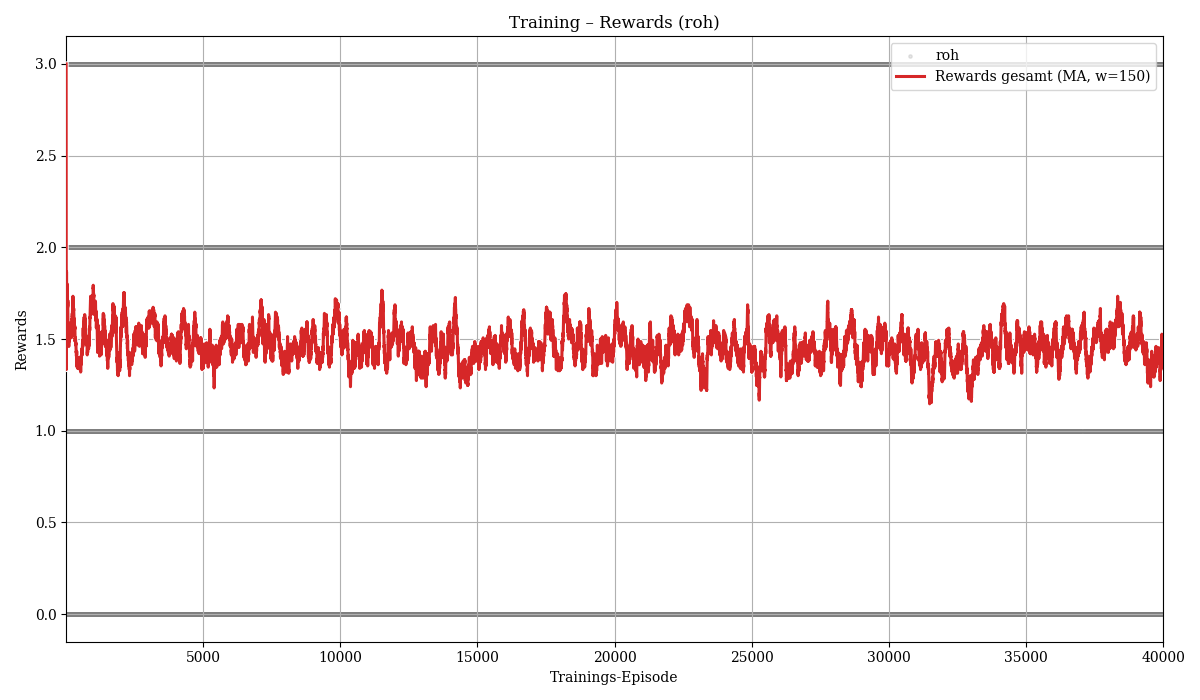 Training – Rewards (roh)
roh
Rewards gesamt (MA, w=150)
3.0
2.5
2.0
1.5
1.0
0.5
0.0
Rewards
5000 10000 15000 20000 25000 30000 35000 40000
Trainings-Episode